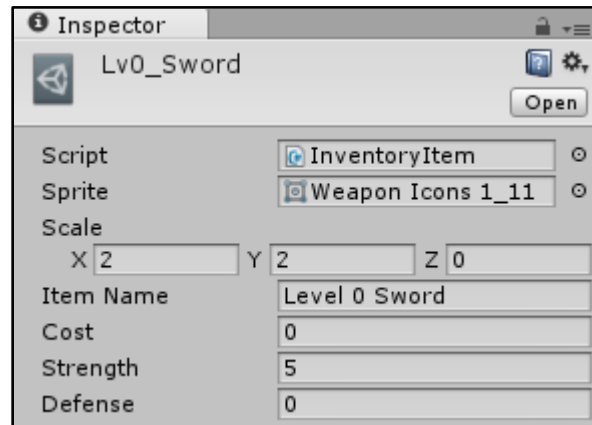 Inspector
Lv0_Sword
Open
Script InventoryItem
Sprite Weapon Icons 1_11
Scale
X 2 Y 2 Z 0
Item Name Level 0 Sword
Cost 0
Strength 5
Defense 0